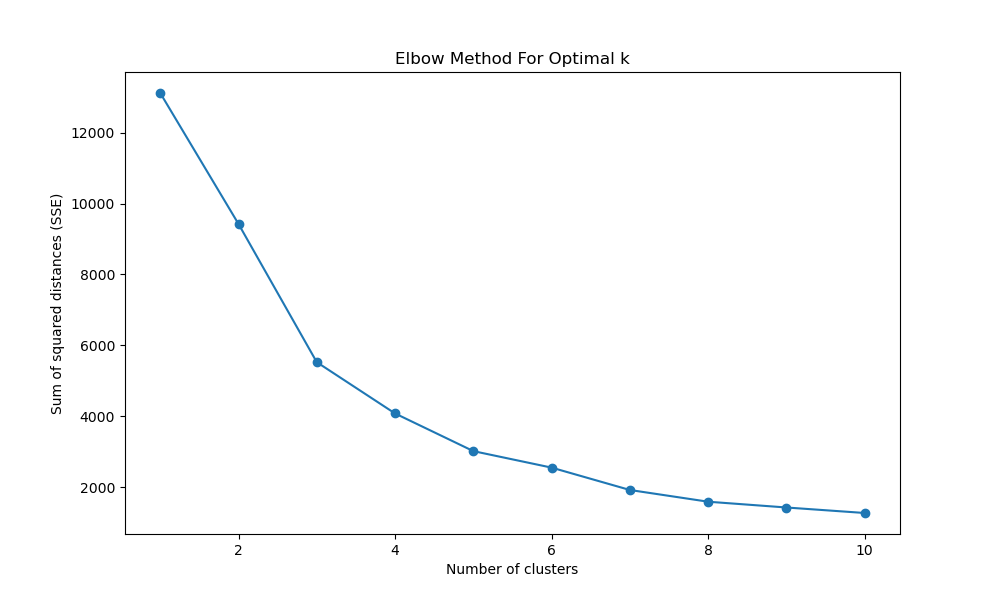 Elbow Method For Optimal k
12000
10000
8000
6000
4000
2000
Sum of squared distances (SSE)
2 4 6 8 10
Number of clusters